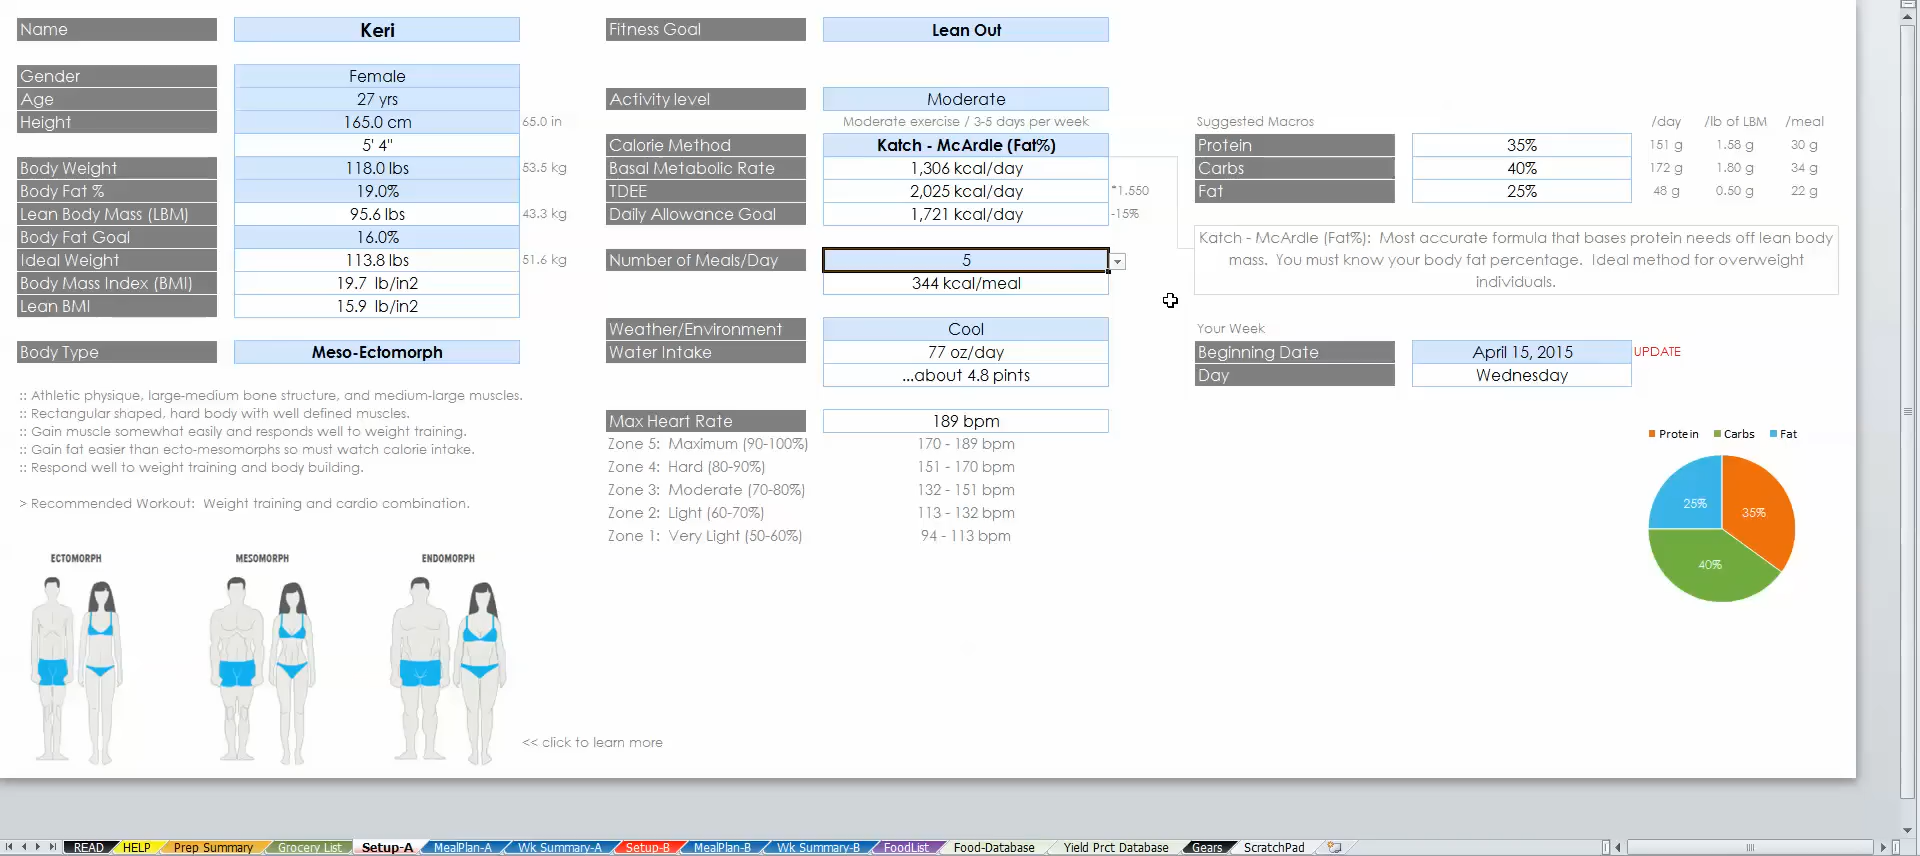 Name Keri
Gender Female
Age 27 yrs
Height 165.0 cm 65.0 in
5' 4"
Body Weight 118.0 lbs 53.5 kg
Body Fat % 19.0%
Lean Body Mass (LBM) 95.6 lbs 43.3 kg
Body Fat Goal 16.0%
Ideal Weight 113.8 lbs 51.6 kg
Body Mass Index (BMI) 19.7 lb/in2
Lean BMI 15.9 lb/in2
Body Type Meso-Ectomorph
:: Athletic physique, large-medium bone structure, and medium-large muscles.
:: Rectangular shaped, hard body with well defined muscles.
:: Gain muscle somewhat easily and responds well to weight training.
:: Gain fat easier than ecto-mesomorphs so must watch calorie intake.
:: Respond well to weight training and body building.
> Recommended Workout: Weight training and cardio combination.
ECTOMORPH MESOMORPH ENDOMORPH
<< click to learn more
Fitness Goal Lean Out
Activity level Moderate
Moderate exercise / 3-5 days per week
Calorie Method Katch - McArdle (Fat%)
Basal Metabolic Rate 1,306 kcal/day
TDEE 2,025 kcal/day *1.550
Daily Allowance Goal 1,721 kcal/day -15%
Number of Meals/Day 5
344 kcal/meal
Weather/Environment Cool
Water Intake 77 oz/day
...about 4.8 pints
Max Heart Rate 189 bpm
Zone 5: Maximum (90-100%) 170 - 189 bpm
Zone 4: Hard (80-90%) 151 - 170 bpm
Zone 3: Moderate (70-80%) 132 - 151 bpm
Zone 2: Light (60-70%) 113 - 132 bpm
Zone 1: Very Light (50-60%) 94 - 113 bpm
Suggested Macros /day /lb of LBM /meal
Protein 35% 151 g 1.58 g 30 g
Carbs 40% 172 g 1.80 g 34 g
Fat 25% 48 g 0.50 g 22 g
Katch - McArdle (Fat%): Most accurate formula that bases protein needs off lean body
mass. You must know your body fat percentage. Ideal method for overweight
individuals.
Your Week
Beginning Date April 15, 2015 UPDATE
Day Wednesday
Protein Carbs Fat
25% 35%
40%
READ HELP Prep Summary Grocery List Setup-A MealPlan-A Wk Summary-A Setup-B MealPlan-B Wk Summary-B FoodList Food-Database Yield Prct Database Gears ScratchPad